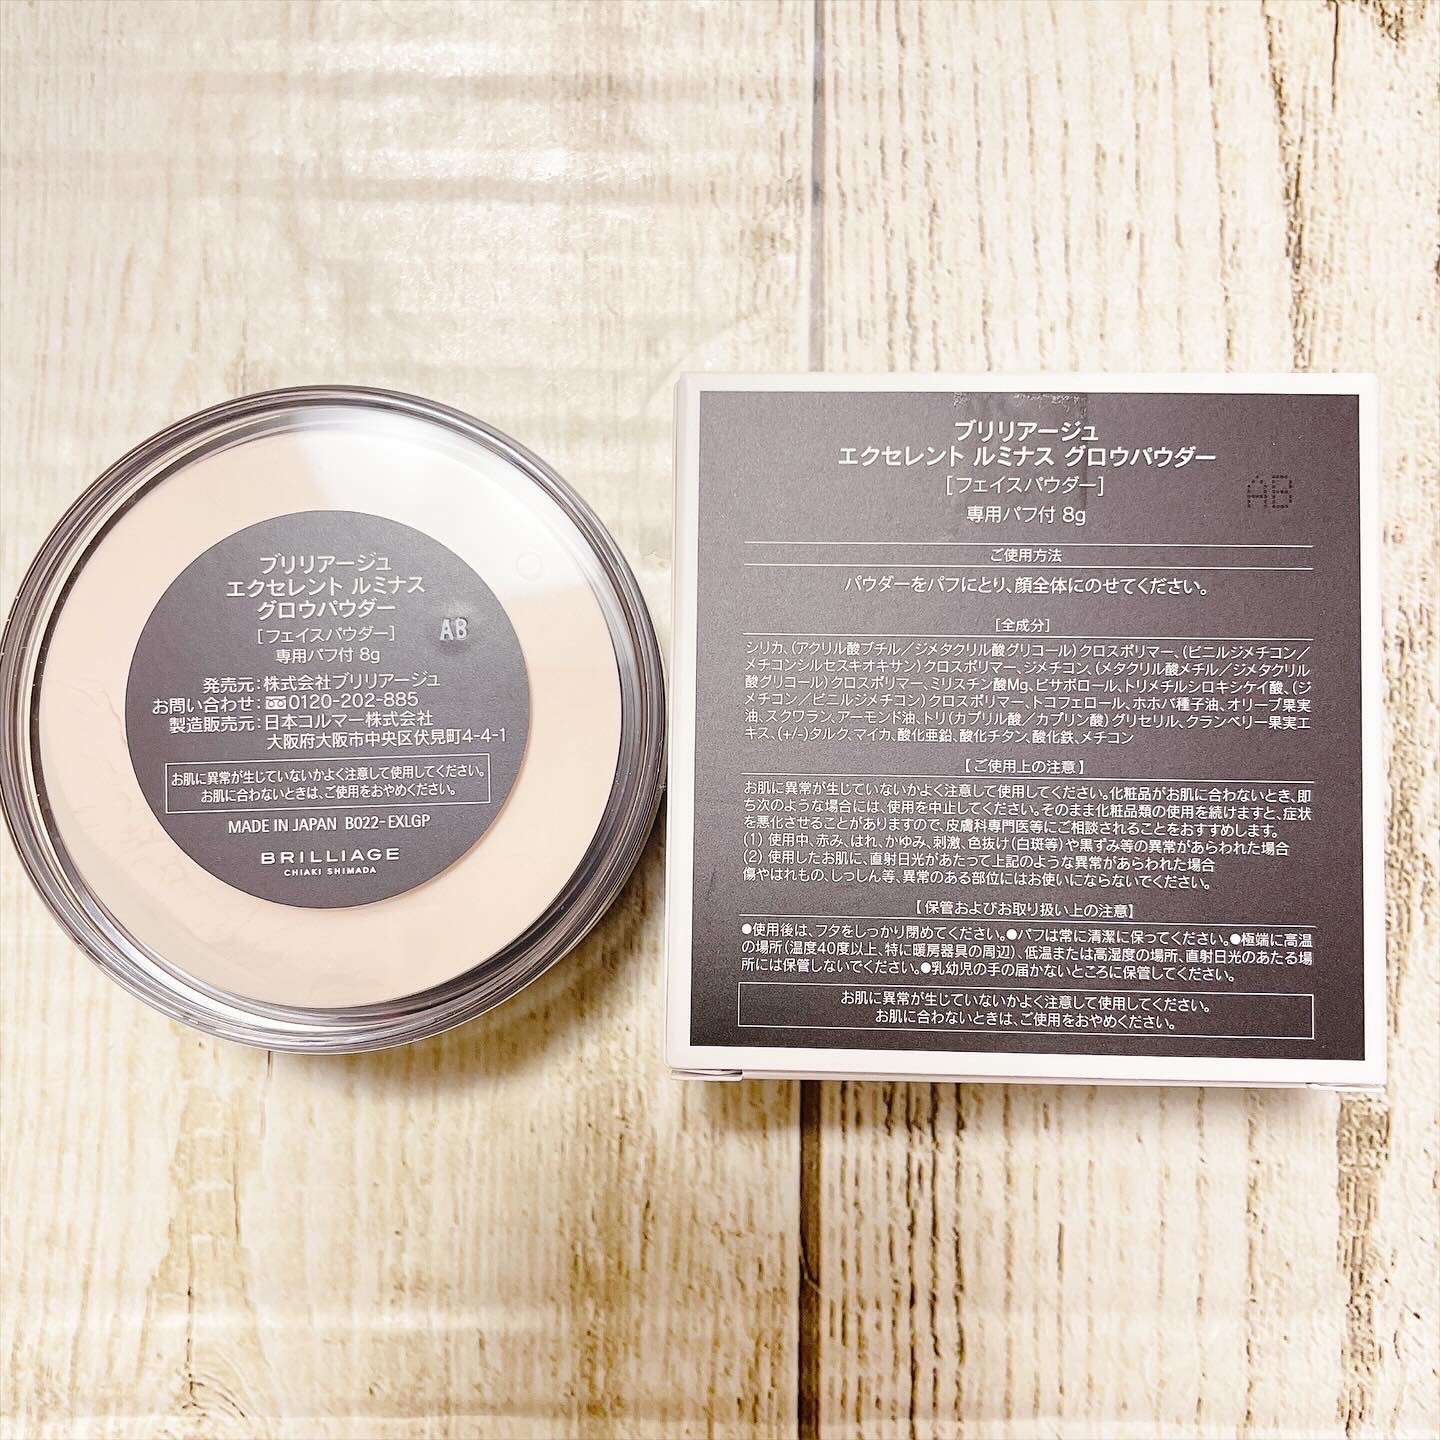 ブリリアージュ
エクセレント ルミナス
グロウパウダー
[フェイスパウダー]
専用パフ付 8g
AB
発売元:株式会社ブリリアージュ
お問い合わせ:0120-202-885
製造販売元:日本コルマー株式会社
大阪府大阪市中央区伏見町4-4-1
お肌に異常が生じていないかよく注意して使用してください。
お肌に合わないときは、ご使用をおやめください。
MADE IN JAPAN B022-EXLGP
BRILLIAGE
CHIAKI SHIMADA
ブリリアージュ
エクセレント ルミナス グロウパウダー
[フェイスパウダー]
専用パフ付 8g
AB
ご使用方法
パウダーをパフにとり、顔全体にのせてください。
[全成分]
シリカ、(アクリル酸ブチル/ジメタクリル酸グリコール)クロスポリマー、(ビニルジメチコン/
メチコンシルセスキオキサン)クロスポリマー、ジメチコン、(メタクリル酸メチル/ジメタクリル
酸グリコール)クロスポリマー、ミリスチン酸Mg、ビサボロール、トリメチルシロキシケイ酸、(ジ
メチコン/ビニルジメチコン)クロスポリマー、トコフェロール、ホホバ種子油、オリーブ果実
油、スクワラン、アーモンド油、トリ(カプリル酸/カプリン酸)グリセリル、クランベリー果実エ
キス、(+/-)タルク、マイカ、酸化亜鉛、酸化チタン、酸化鉄、メチコン
【ご使用上の注意】
お肌に異常が生じていないかよく注意して使用してください。化粧品がお肌に合わないとき、即
ち次のような場合には、使用を中止してください。そのまま化粧品類の使用を続けますと、症状
を悪化させることがありますので、皮膚科専門医等にご相談されることをおすすめします。
(1) 使用中、赤み、はれ、かゆみ、刺激、色抜け(白斑等)や黒ずみ等の異常があらわれた場合
(2) 使用したお肌に、直射日光があたって上記のような異常があらわれた場合
傷やはれもの、しっしん等、異常のある部位にはお使いにならないでください。
【保管およびお取り扱い上の注意】
●使用後は、フタをしっかり閉めてください。●パフは常に清潔に保ってください。●極端に高温
の場所(温度40度以上、特に暖房器具の周辺)、低温または高湿度の場所、直射日光のあたる場
所には保管しないでください。●乳幼児の手の届かないところに保管してください。
お肌に異常が生じていないかよく注意して使用してください。
お肌に合わないときは、ご使用をおやめください。